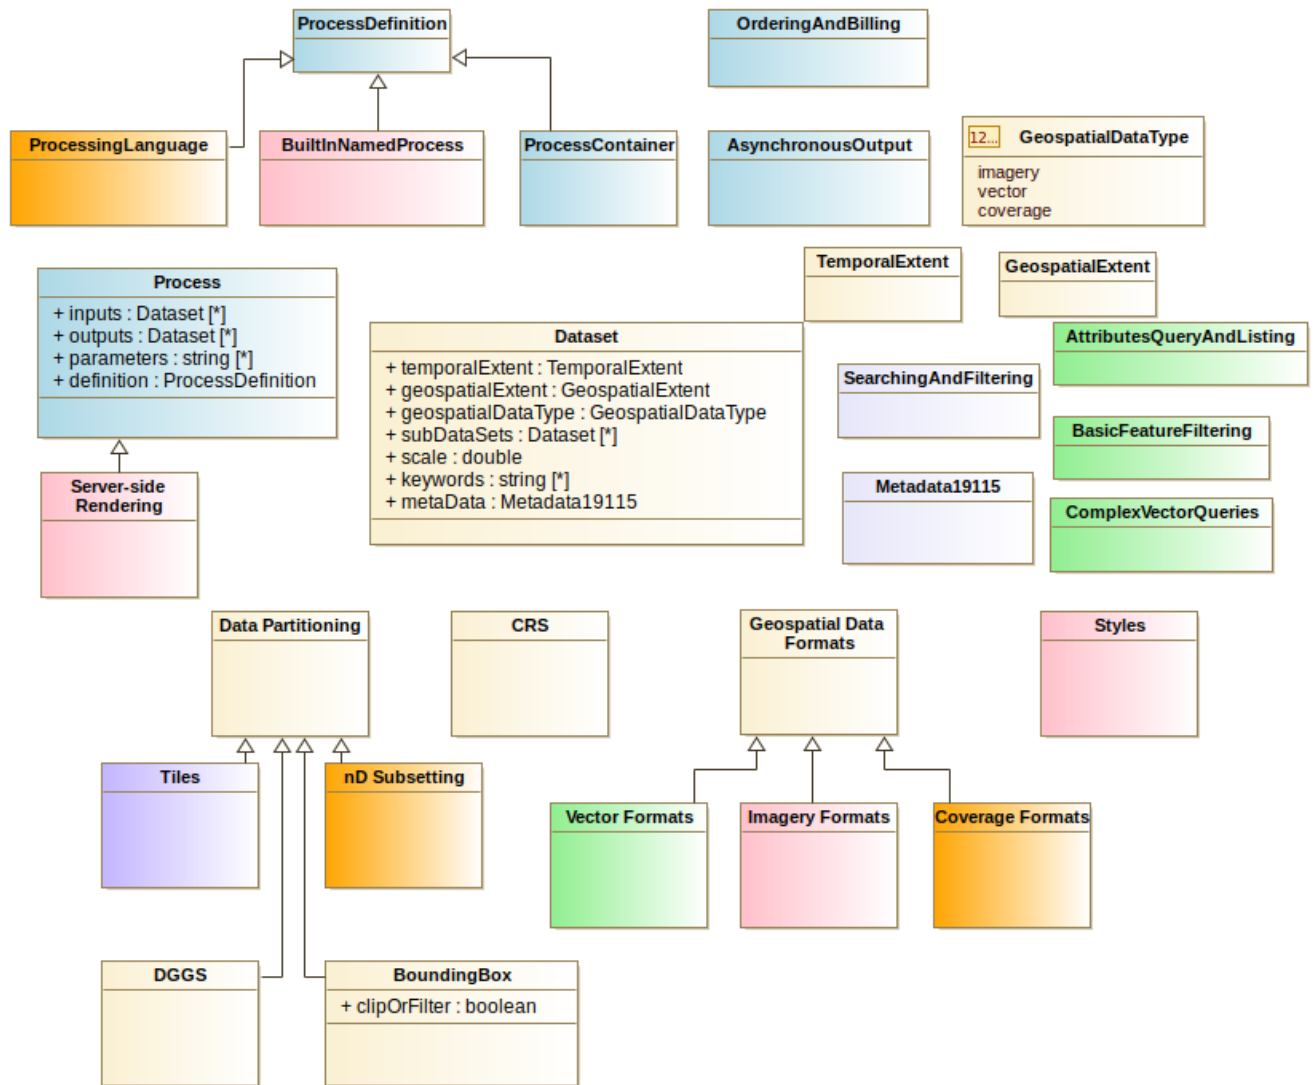 ProcessDefinition
OrderingAndBilling
ProcessingLanguage
BuiltInNamedProcess
ProcessContainer
AsynchronousOutput
12...
GeospatialDataType
imagery
vector
coverage
Process
+ inputs : Dataset [*]
+ outputs : Dataset [*]
+ parameters : string [*]
+ definition : ProcessDefinition
TemporalExtent
GeospatialExtent
Dataset
+ temporalExtent : TemporalExtent
+ geospatialExtent : GeospatialExtent
+ geospatialDataType : GeospatialDataType
+ subDataSets : Dataset [*]
+ scale : double
+ keywords : string [*]
+ metaData : Metadata19115
AttributesQueryAndListing
SearchingAndFiltering
BasicFeatureFiltering
Metadata19115
ComplexVectorQueries
Server-side
Rendering
Data Partitioning
CRS
Geospatial Data
Formats
Styles
Tiles
nD Subsetting
Vector Formats
Imagery Formats
Coverage Formats
DGGS
BoundingBox
+ clipOrFilter : boolean